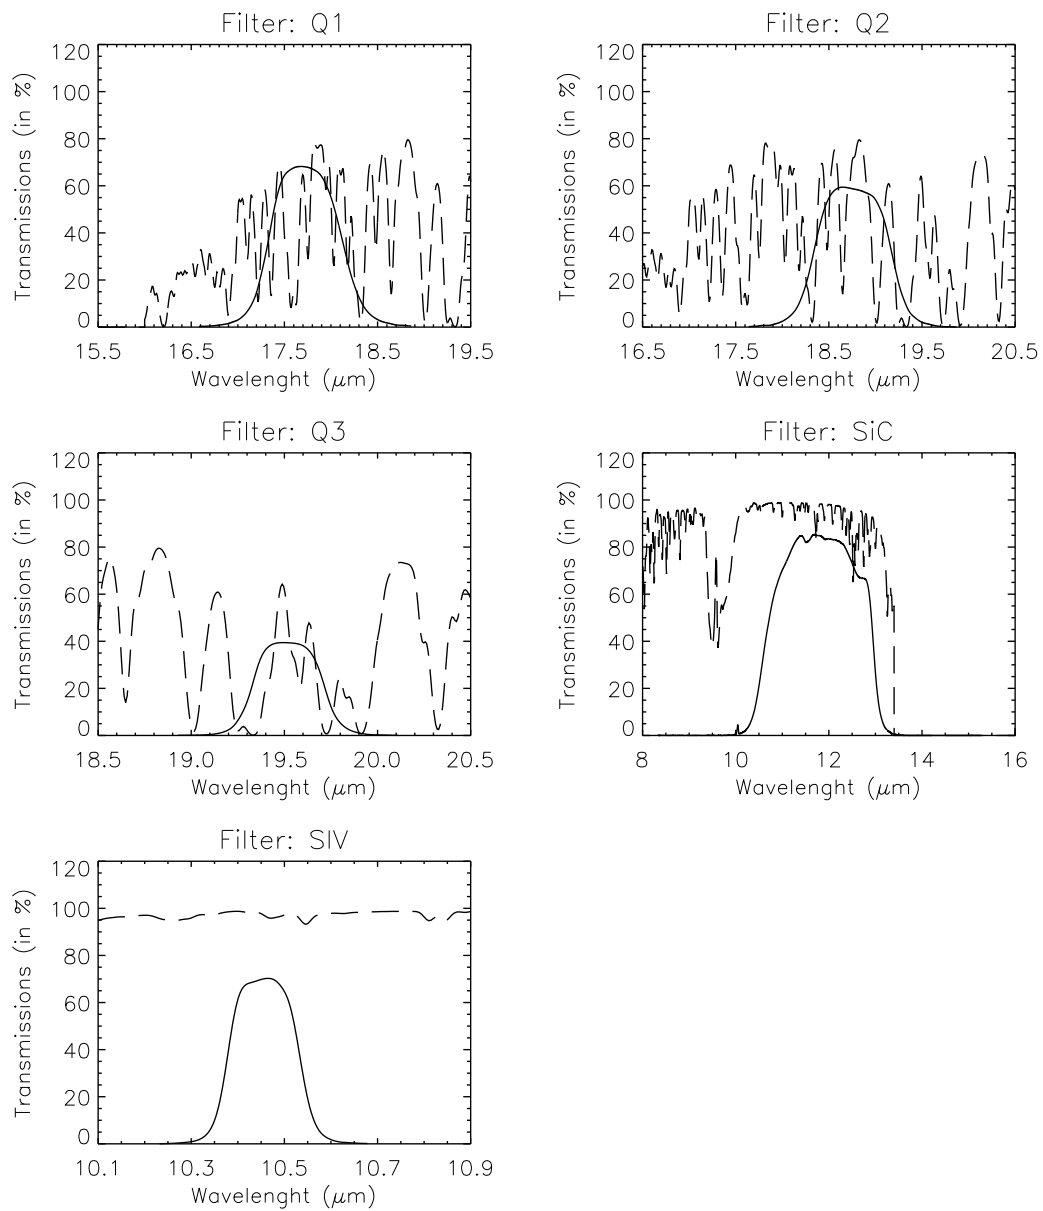 Filter: Q1
Transmissions (in %)
120
100
80
60
40
20
0
15.5 16.5 17.5 18.5 19.5
Wavelenght (μm)
Filter: Q2
Transmissions (in %)
120
100
80
60
40
20
0
16.5 17.5 18.5 19.5 20.5
Wavelenght (μm)
Filter: Q3
Transmissions (in %)
120
100
80
60
40
20
0
18.5 19.0 19.5 20.0 20.5
Wavelenght (μm)
Filter: SiC
Transmissions (in %)
120
100
80
60
40
20
0
8 10 12 14 16
Wavelenght (μm)
Filter: SIV
Transmissions (in %)
120
100
80
60
40
20
0
10.1 10.3 10.5 10.7 10.9
Wavelenght (μm)